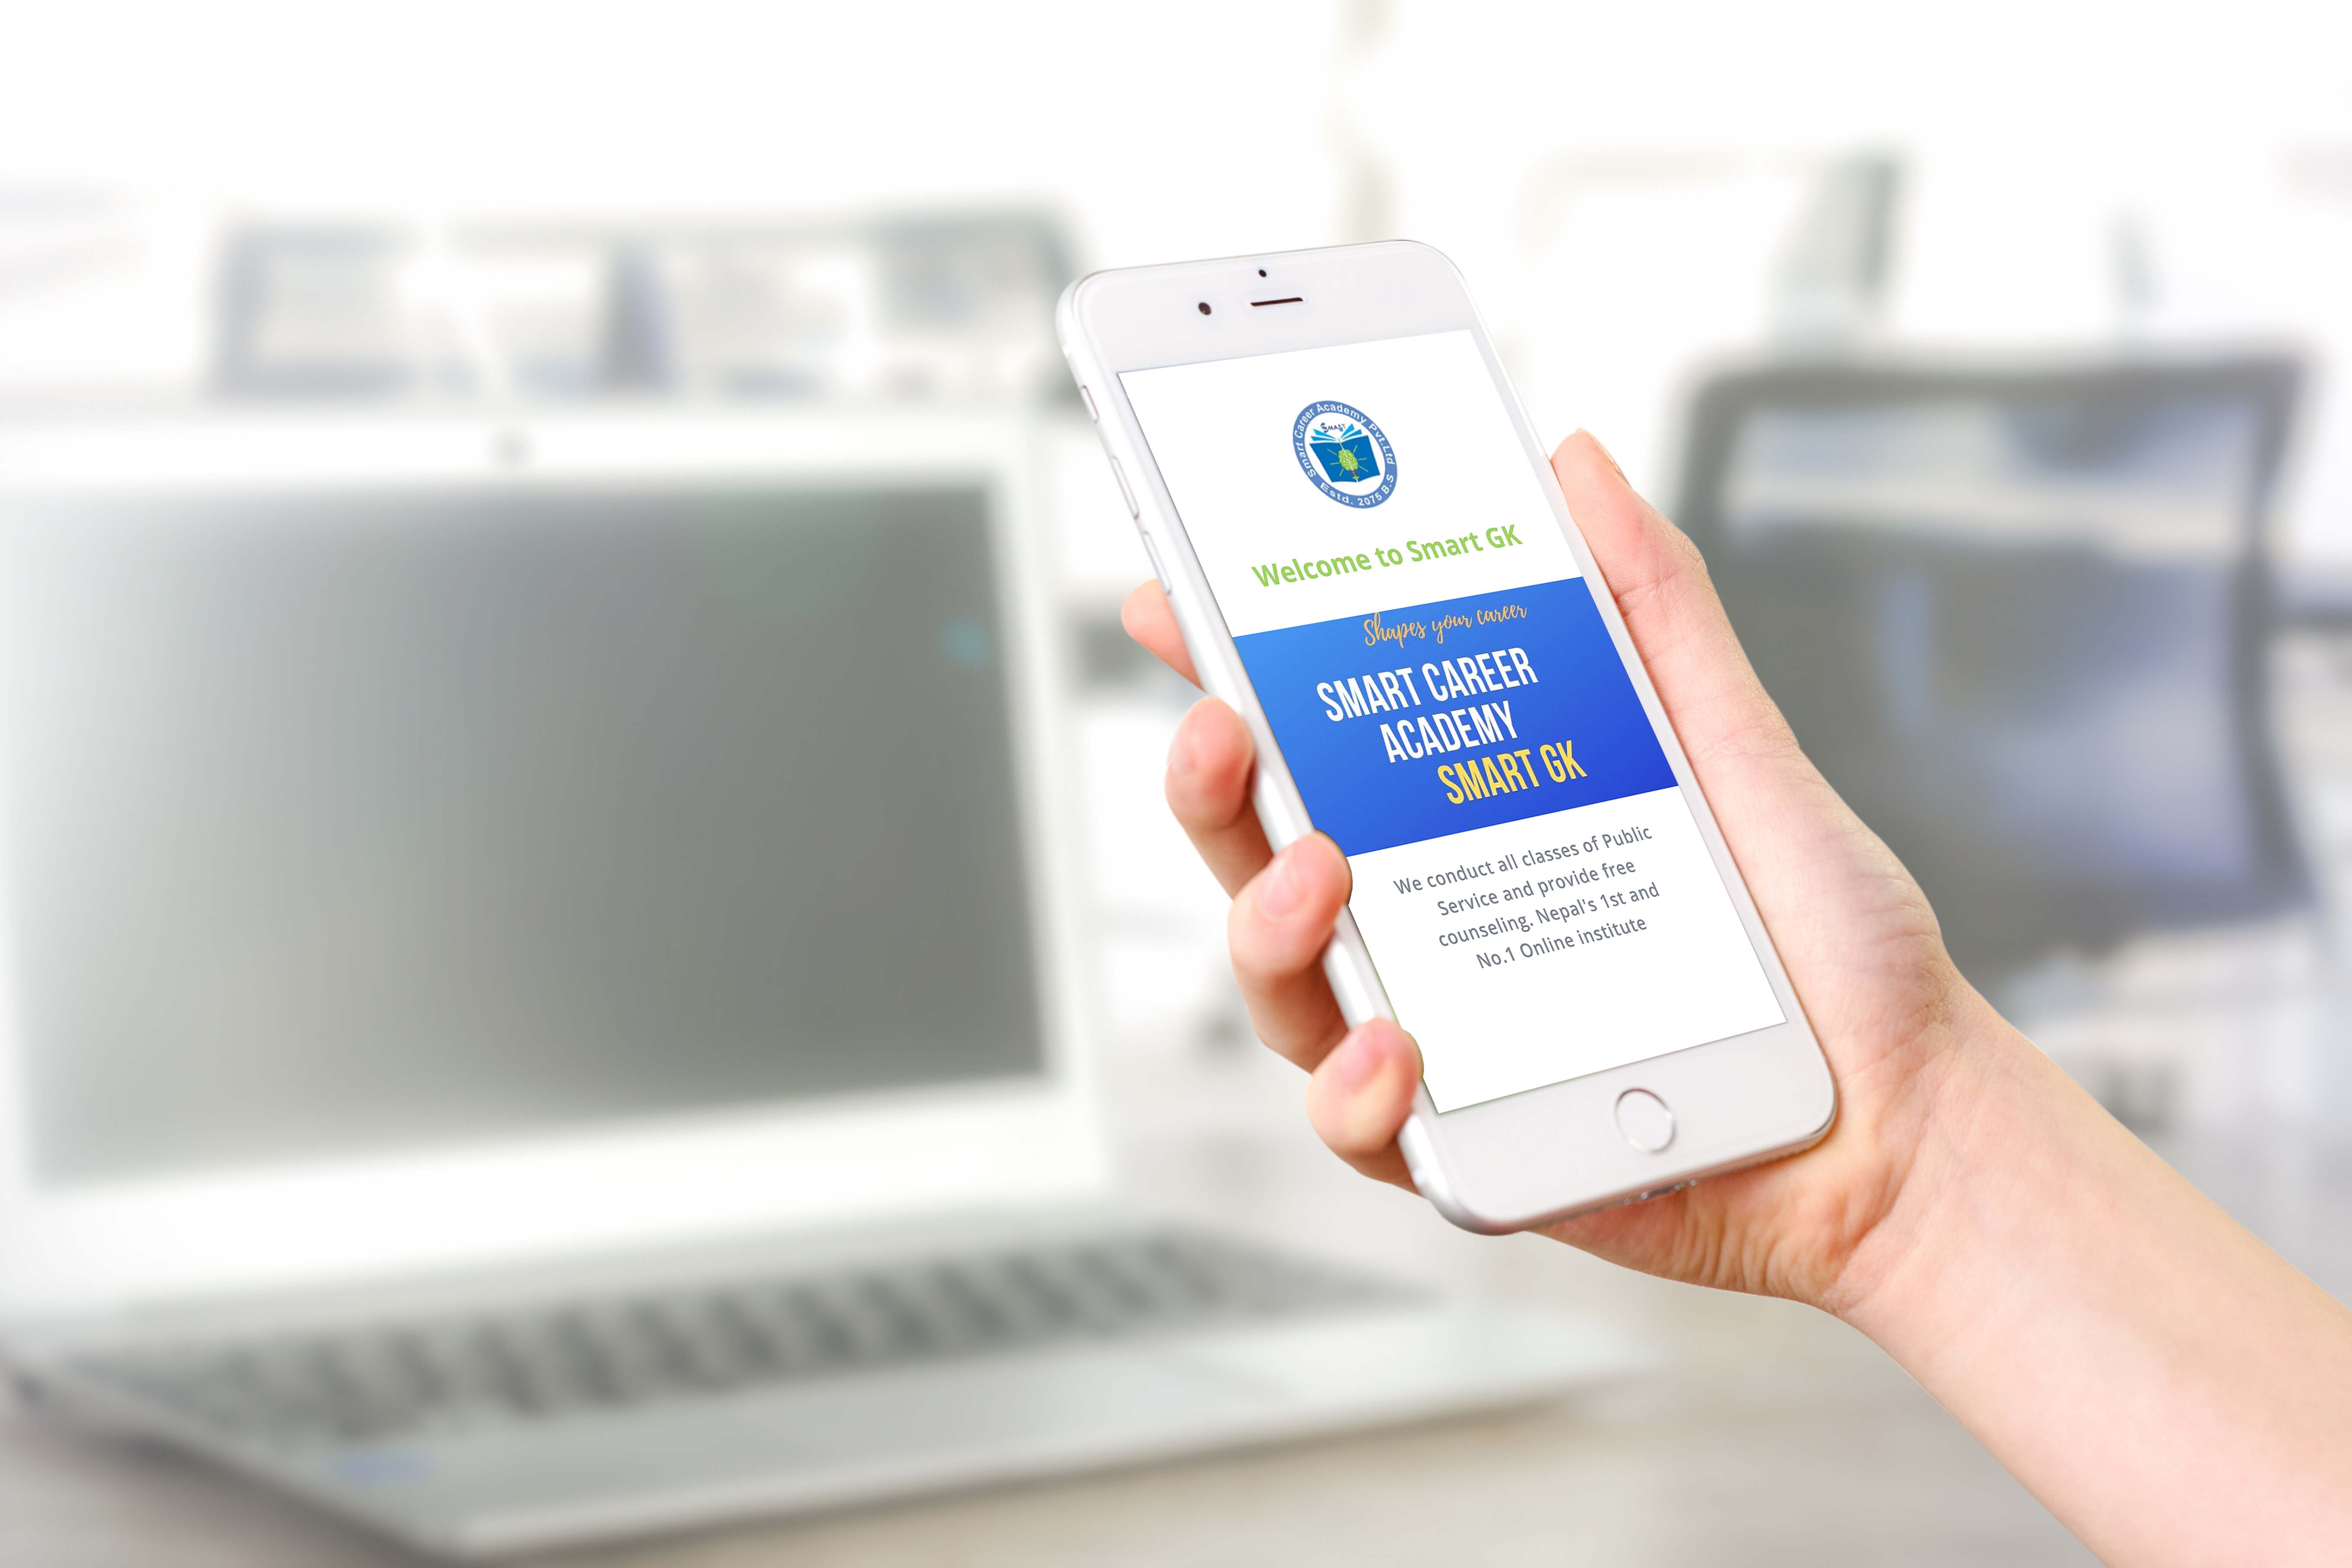 Smart Career Academy Pvt.Ltd
SMART
Estd. 2075 B.S
Welcome to Smart GK
Shapes your career
SMART CAREER
ACADEMY
SMART GK
We conduct all classes of Public
Service and provide free
counseling. Nepal's 1st and
No.1 Online institute